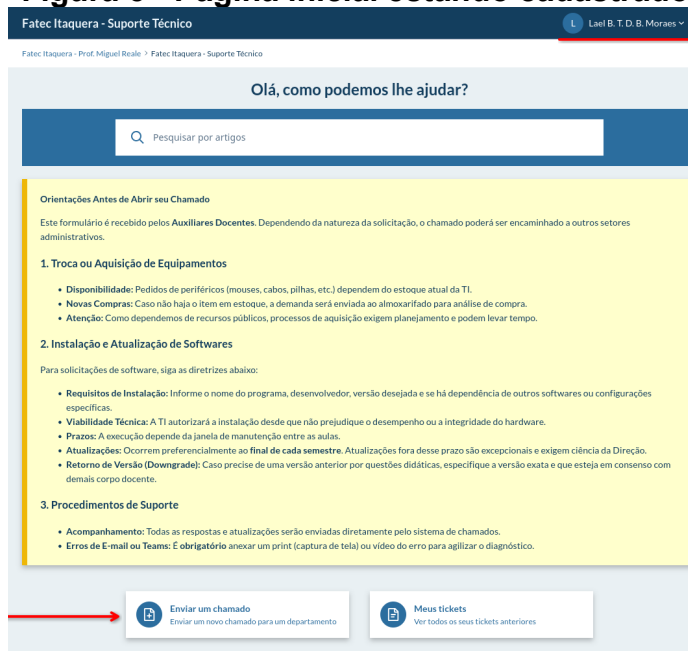 Figura 6 - Página inicial estando cadastrado
Fatec Itaquera - Suporte Técnico
L Lael B. T. D. B. Moraes
Fatec Itaquera - Prof. Miguel Reale > Fatec Itaquera - Suporte Técnico
Olá, como podemos lhe ajudar?
Pesquisar por artigos
Orientações Antes de Abrir seu Chamado
Este formulário é recebido pelos Auxiliares Docentes. Dependendo da natureza da solicitação, o chamado poderá ser encaminhado a outros setores
administrativos.
1. Troca ou Aquisição de Equipamentos
• Disponibilidade: Pedidos de periféricos (mouses, cabos, pilhas, etc.) dependem do estoque atual da TI.
• Novas Compras: Caso não haja o item em estoque, a demanda será enviada ao almoxarifado para análise de compra.
• Atenção: Como dependemos de recursos públicos, processos de aquisição exigem planejamento e podem levar tempo.
2. Instalação e Atualização de Softwares
Para solicitações de software, siga as diretrizes abaixo:
• Requisitos de Instalação: Informe o nome do programa, desenvolvedor, versão desejada e se há dependência de outros softwares ou configurações
específicas.
• Viabilidade Técnica: A TI autorizará a instalação desde que não prejudique o desempenho ou a integridade do hardware.
• Prazos: A execução depende da janela de manutenção entre as aulas.
• Atualizações: Ocorrem preferencialmente ao final de cada semestre. Atualizações fora desse prazo são excepcionais e exigem ciência da Direção.
• Retorno de Versão (Downgrade): Caso precise de uma versão anterior por questões didáticas, especifique a versão exata e que esteja em consenso com
demais corpo docente.
3. Procedimentos de Suporte
• Acompanhamento: Todas as respostas e atualizações serão enviadas diretamente pelo sistema de chamados.
• Erros de E-mail ou Teams: É obrigatório anexar um print (captura de tela) ou vídeo do erro para agilizar o diagnóstico.
Enviar um chamado
Enviar um novo chamado para um departamento
Meus tickets
Ver todos os seus tickets anteriores